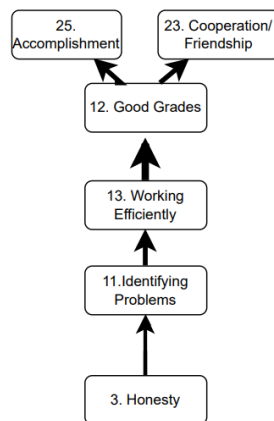 25.
Accomplishment
23. Cooperation/
Friendship
12. Good Grades
13. Working
Efficiently
11.Identifying
Problems
3. Honesty